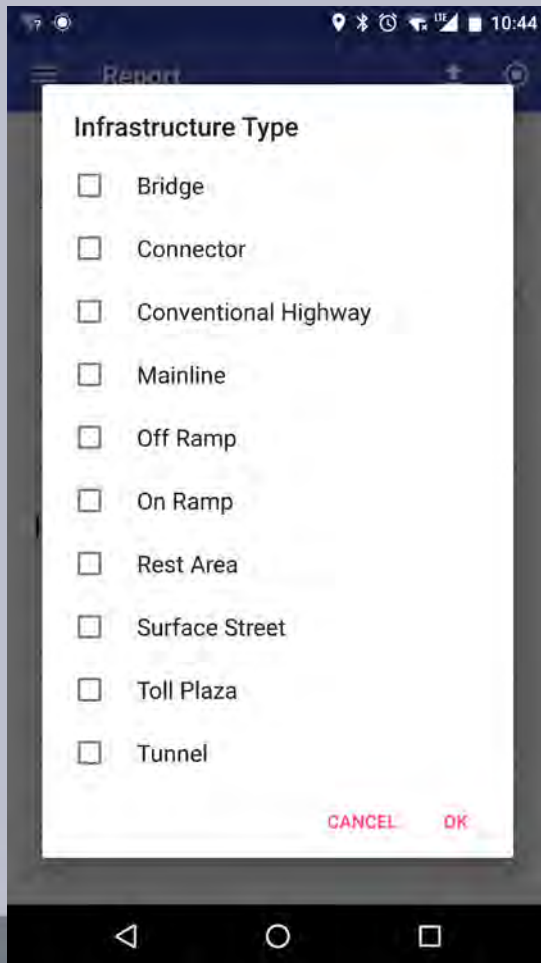 ? LTE 10:44
Report
Infrastructure Type
Bridge
Connector
Conventional Highway
Mainline
Off Ramp
On Ramp
Rest Area
Surface Street
Toll Plaza
Tunnel
CANCEL OK